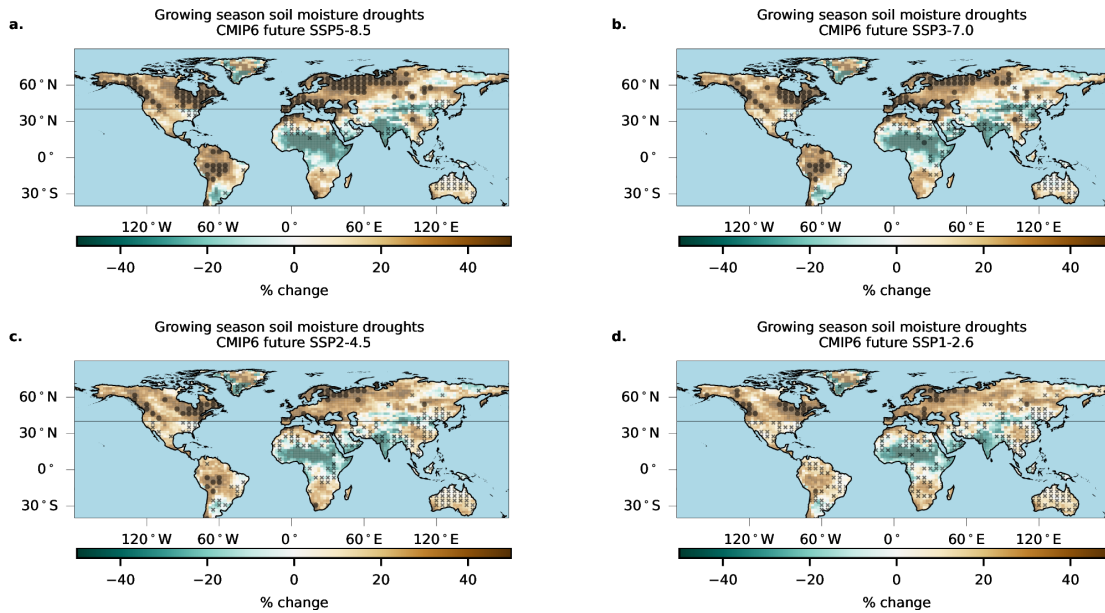 a.
Growing season soil moisture droughts
CMIP6 future SSP5-8.5
60°N
30°N
0°
30°S
120°W 60°W 0° 60°E 120°E
−40 −20 0 20 40
% change
b.
Growing season soil moisture droughts
CMIP6 future SSP3-7.0
60°N
30°N
0°
30°S
120°W 60°W 0° 60°E 120°E
−40 −20 0 20 40
% change
c.
Growing season soil moisture droughts
CMIP6 future SSP2-4.5
60°N
30°N
0°
30°S
120°W 60°W 0° 60°E 120°E
−40 −20 0 20 40
% change
d.
Growing season soil moisture droughts
CMIP6 future SSP1-2.6
60°N
30°N
0°
30°S
120°W 60°W 0° 60°E 120°E
−40 −20 0 20 40
% change